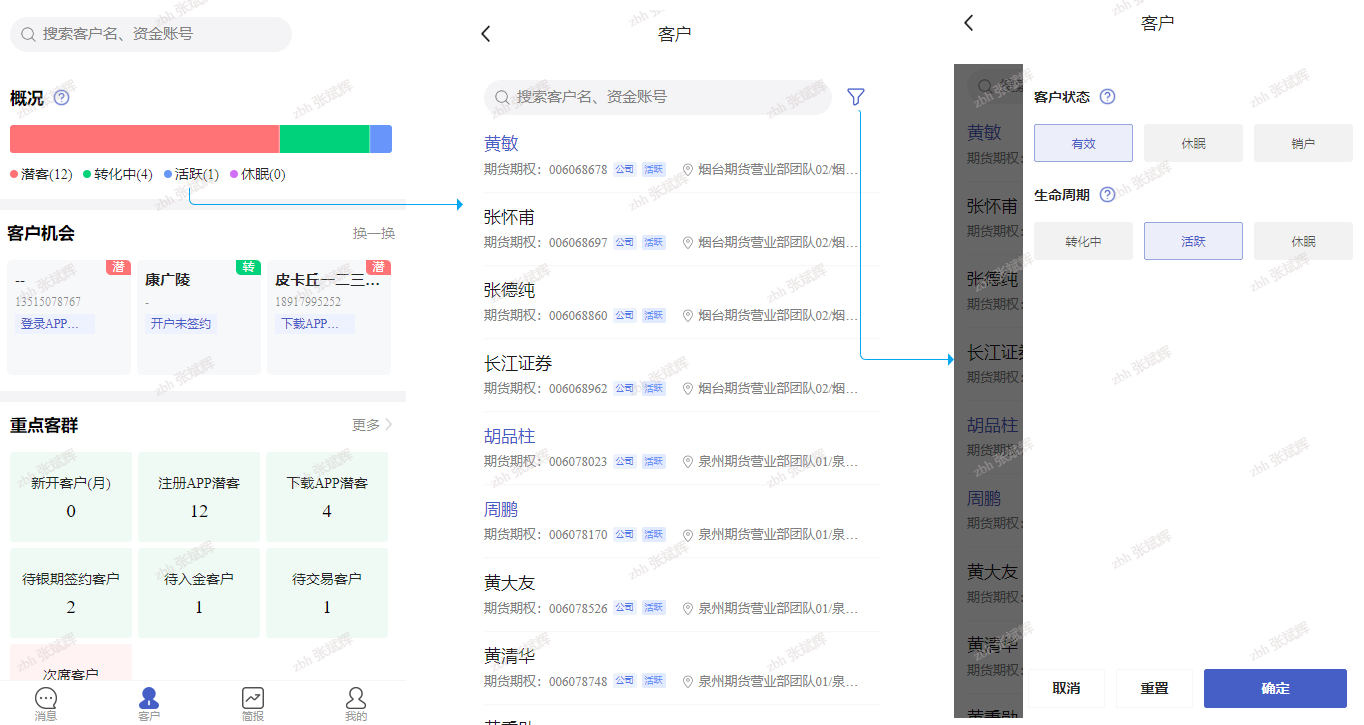 搜索客户名、资金账号
概况
潜客(12) 转化中(4) 活跃(1) 休眠(0)
客户机会 换一换
潜 转 潜
-- 康广陵 皮卡丘一二三...
13515078767 - 18917995252
登录APP... 开户未签约 下载APP...
重点客群 更多
新开客户(月) 注册APP潜客 下载APP潜客
0 12 4
待银期签约客户 待入金客户 待交易客户
2 1 1
次席客户
消息 客户 简报 我的
客户
搜索客户名、资金账号
黄敏
期货期权：006068678 公司 活跃 烟台期货营业部团队02/烟...
张怀甫
期货期权：006068697 公司 活跃 烟台期货营业部团队02/烟...
张德纯
期货期权：006068860 公司 活跃 烟台期货营业部团队02/烟...
长江证券
期货期权：006068962 公司 活跃 烟台期货营业部团队02/烟...
胡品柱
期货期权：006078023 公司 活跃 泉州期货营业部团队01/泉...
周鹏
期货期权：006078170 公司 活跃 泉州期货营业部团队01/泉...
黄大友
期货期权：006078526 公司 活跃 泉州期货营业部团队01/泉...
黄清华
期货期权：006078748 公司 活跃 泉州期货营业部团队01/泉...
客户
黄敏
期货期权：
张怀甫
期货期权：
张德纯
期货期权：
长江证券
期货期权：
胡品柱
期货期权：
周鹏
期货期权：
黄大友
期货期权：
黄清华
期货期权：
客户状态
有效 休眠 销户
生命周期
转化中 活跃 休眠
取消 重置 确定
zbh 张斌辉